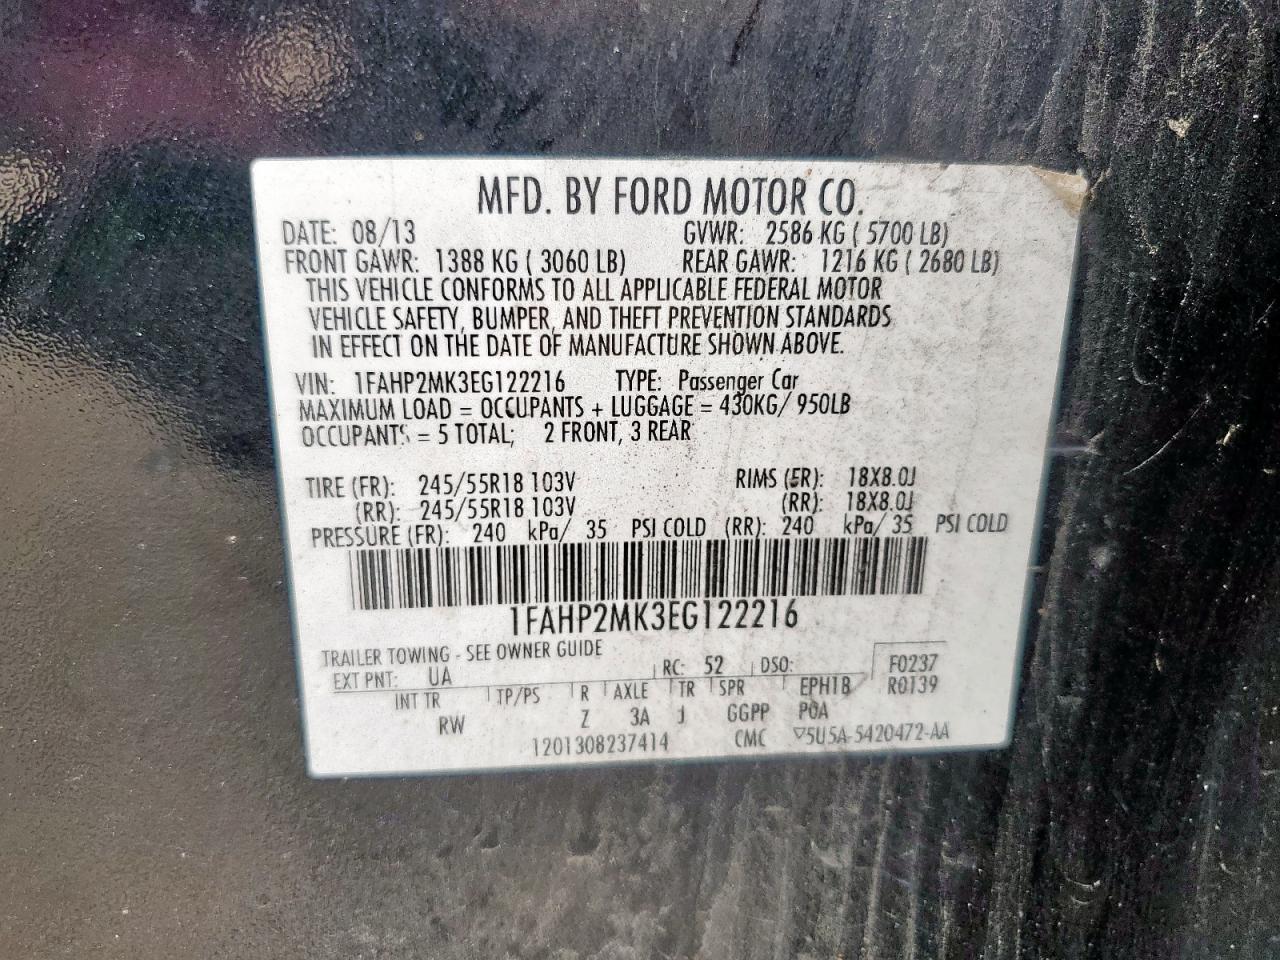 MFD. BY FORD MOTOR CO.
DATE: 08/13 GVWR: 2586 KG ( 5700 LB)
FRONT GAWR: 1388 KG ( 3060 LB) REAR GAWR: 1216 KG ( 2680 LB)
THIS VEHICLE CONFORMS TO ALL APPLICABLE FEDERAL MOTOR
VEHICLE SAFETY, BUMPER, AND THEFT PREVENTION STANDARDS
IN EFFECT ON THE DATE OF MANUFACTURE SHOWN ABOVE.
VIN: 1FAHP2MK3EG122216 TYPE: Passenger Car
MAXIMUM LOAD = OCCUPANTS + LUGGAGE = 430KG/ 950LB
OCCUPANTS = 5 TOTAL; 2 FRONT, 3 REAR
TIRE (FR): 245/55R18 103V RIMS (FR): 18X8.0J
(RR): 245/55R18 103V (RR): 18X8.0J
PRESSURE (FR): 240 kPa/ 35 PSI COLD (RR): 240 kPa/ 35 PSI COLD
1FAHP2MK3EG122216
TRAILER TOWING - SEE OWNER GUIDE
EXT PNT: UA RC: 52 DSO: F0237
INT TR TP/PS R AXLE TR SPR EPH1B R0139
RW Z 3A J GGPP POA
1201308237414 CMC ▽5U5A-5420472-AA